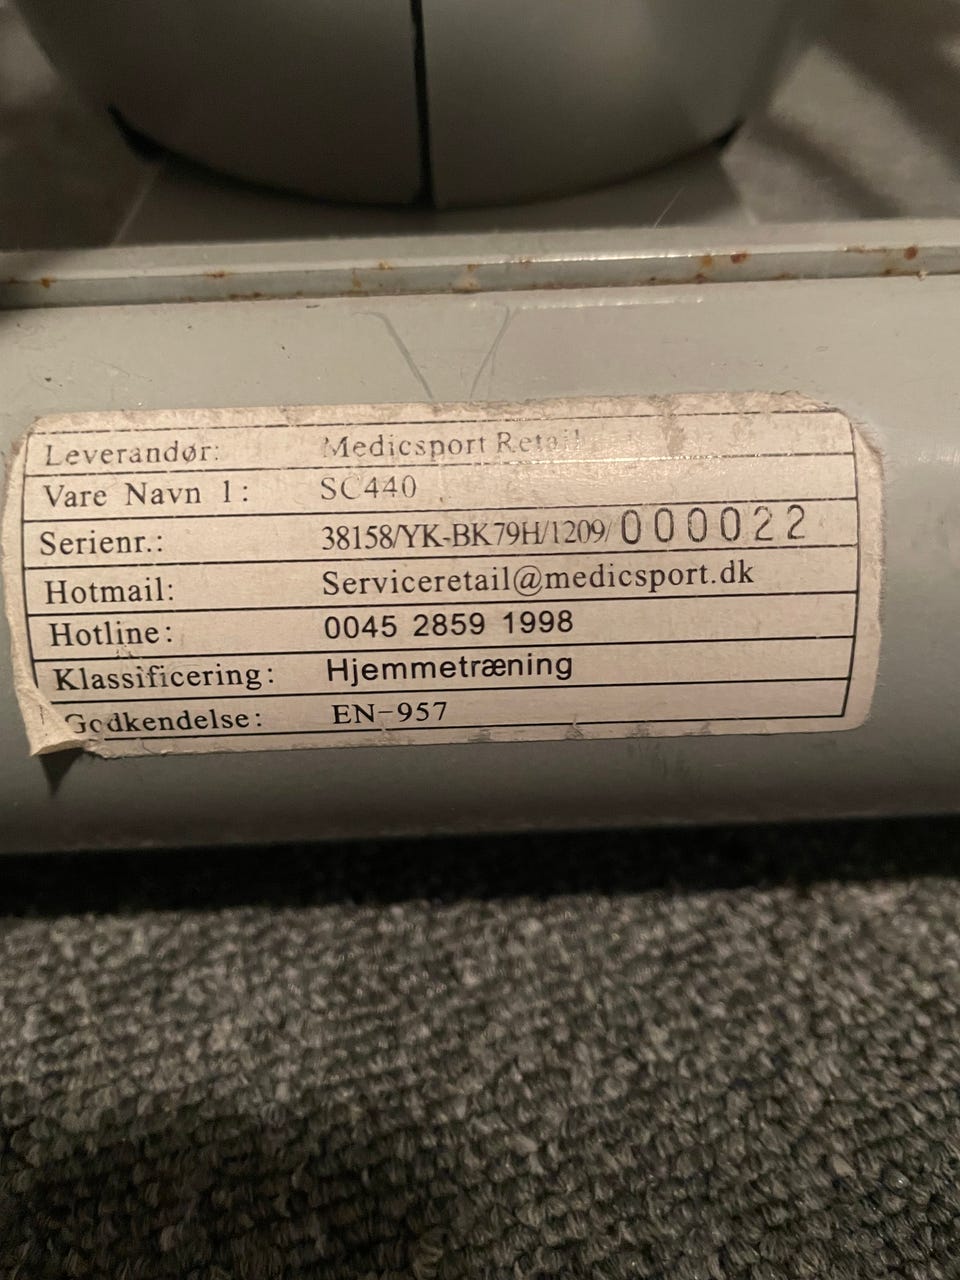 Leverandør: Medicsport Retail
Vare Navn 1: SC440
Serienr.: 38158/YK-BK79H/1209/000022
Hotmail: Serviceretail@medicsport.dk
Hotline: 0045 2859 1998
Klassificering: Hjemmetræning
Godkendelse: EN-957